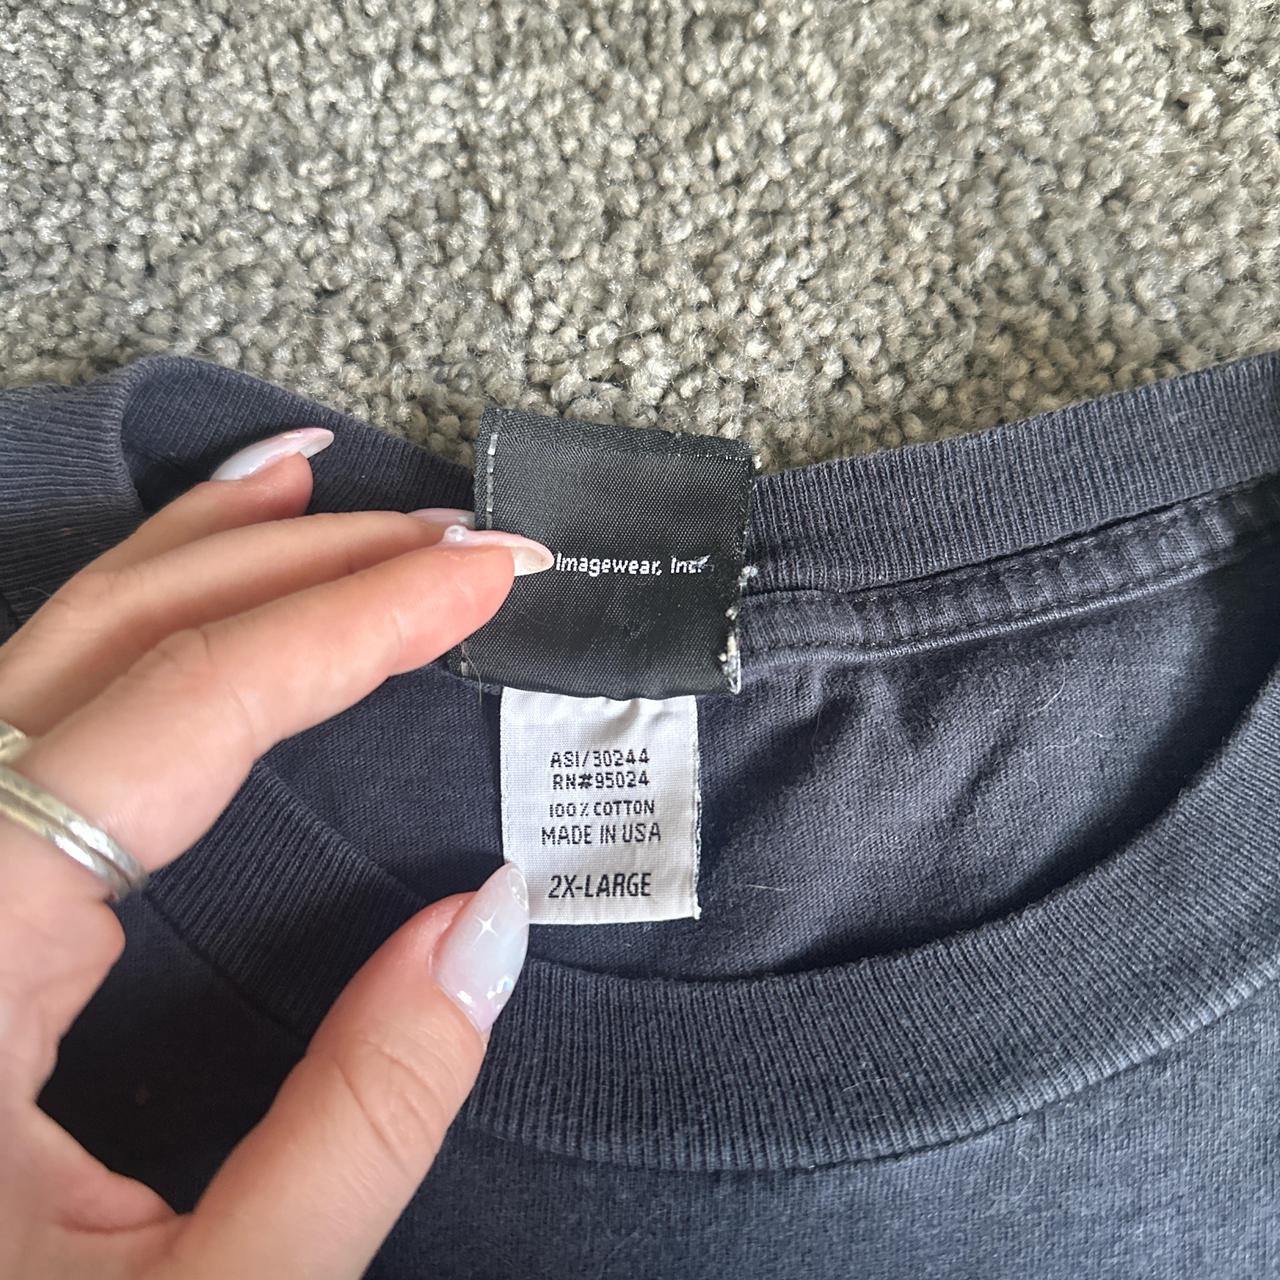 Imagewear, Inc.
ASI/30244
RN#95024
100% COTTON
MADE IN USA
2X-LARGE